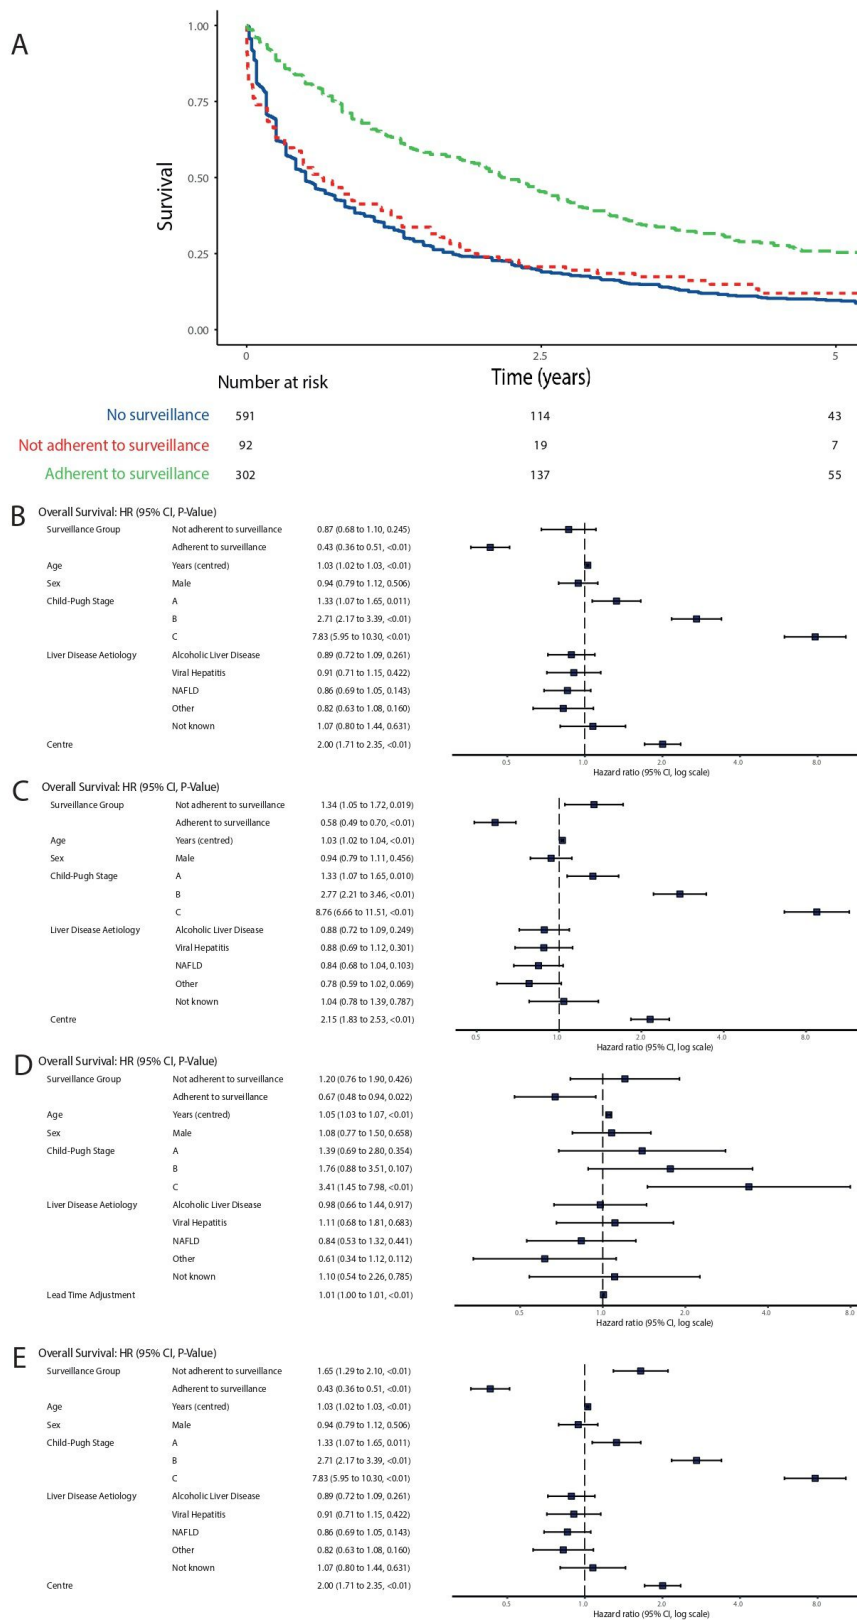 A
1.00
0.75
0.50
0.25
0.00
Survival
0 2.5 5
Time (years)
Number at risk
No surveillance 591 114 43
Not adherent to surveillance 92 19 7
Adherent to surveillance 302 137 55
B Overall Survival: HR (95% CI, P-Value)
Surveillance Group Not adherent to surveillance 0.87 (0.68 to 1.10, 0.245)
Adherent to surveillance 0.43 (0.36 to 0.51, <0.01)
Age Years (centred) 1.03 (1.02 to 1.03, <0.01)
Sex Male 0.94 (0.79 to 1.12, 0.506)
Child-Pugh Stage A 1.33 (1.07 to 1.65, 0.011)
B 2.71 (2.17 to 3.39, <0.01)
C 7.83 (5.95 to 10.30, <0.01)
Liver Disease Aetiology Alcoholic Liver Disease 0.89 (0.72 to 1.09, 0.261)
Viral Hepatitis 0.91 (0.71 to 1.15, 0.422)
NAFLD 0.86 (0.69 to 1.05, 0.143)
Other 0.82 (0.63 to 1.08, 0.160)
Not known 1.07 (0.80 to 1.44, 0.631)
Centre 2.00 (1.71 to 2.35, <0.01)
0.5 1.0 2.0 4.0 8.0
Hazard ratio (95% CI, log scale)
C Overall Survival: HR (95% CI, P-Value)
Surveillance Group Not adherent to surveillance 1.34 (1.05 to 1.72, 0.019)
Adherent to surveillance 0.58 (0.49 to 0.70, <0.01)
Age Years (centred) 1.03 (1.02 to 1.04, <0.01)
Sex Male 0.94 (0.79 to 1.11, 0.456)
Child-Pugh Stage A 1.33 (1.07 to 1.65, 0.010)
B 2.77 (2.21 to 3.46, <0.01)
C 8.76 (6.66 to 11.51, <0.01)
Liver Disease Aetiology Alcoholic Liver Disease 0.88 (0.72 to 1.09, 0.249)
Viral Hepatitis 0.88 (0.69 to 1.12, 0.301)
NAFLD 0.84 (0.68 to 1.04, 0.103)
Other 0.78 (0.59 to 1.02, 0.069)
Not known 1.04 (0.78 to 1.39, 0.787)
Centre 2.15 (1.83 to 2.53, <0.01)
0.5 1.0 2.0 4.0 8.0
Hazard ratio (95% CI, log scale)
D Overall Survival: HR (95% CI, P-Value)
Surveillance Group Not adherent to surveillance 1.20 (0.76 to 1.90, 0.426)
Adherent to surveillance 0.67 (0.48 to 0.94, 0.022)
Age Years (centred) 1.05 (1.03 to 1.07, <0.01)
Sex Male 1.08 (0.77 to 1.50, 0.658)
Child-Pugh Stage A 1.39 (0.69 to 2.80, 0.354)
B 1.76 (0.88 to 3.51, 0.107)
C 3.41 (1.45 to 7.98, <0.01)
Liver Disease Aetiology Alcoholic Liver Disease 0.98 (0.66 to 1.44, 0.917)
Viral Hepatitis 1.11 (0.68 to 1.81, 0.683)
NAFLD 0.84 (0.53 to 1.32, 0.441)
Other 0.61 (0.34 to 1.12, 0.112)
Not known 1.10 (0.54 to 2.26, 0.785)
Lead Time Adjustment 1.01 (1.00 to 1.01, <0.01)
0.5 1.0 2.0 4.0 8.0
Hazard ratio (95% CI, log scale)
E Overall Survival: HR (95% CI, P-Value)
Surveillance Group Not adherent to surveillance 1.65 (1.29 to 2.10, <0.01)
Adherent to surveillance 0.43 (0.36 to 0.51, <0.01)
Age Years (centred) 1.03 (1.02 to 1.03, <0.01)
Sex Male 0.94 (0.79 to 1.12, 0.506)
Child-Pugh Stage A 1.33 (1.07 to 1.65, 0.011)
B 2.71 (2.17 to 3.39, <0.01)
C 7.83 (5.95 to 10.30, <0.01)
Liver Disease Aetiology Alcoholic Liver Disease 0.89 (0.72 to 1.09, 0.261)
Viral Hepatitis 0.91 (0.71 to 1.15, 0.422)
NAFLD 0.86 (0.69 to 1.05, 0.143)
Other 0.82 (0.63 to 1.08, 0.160)
Not known 1.07 (0.80 to 1.44, 0.631)
Centre 2.00 (1.71 to 2.35, <0.01)
0.5 1.0 2.0 4.0 8.0
Hazard ratio (95% CI, log scale)